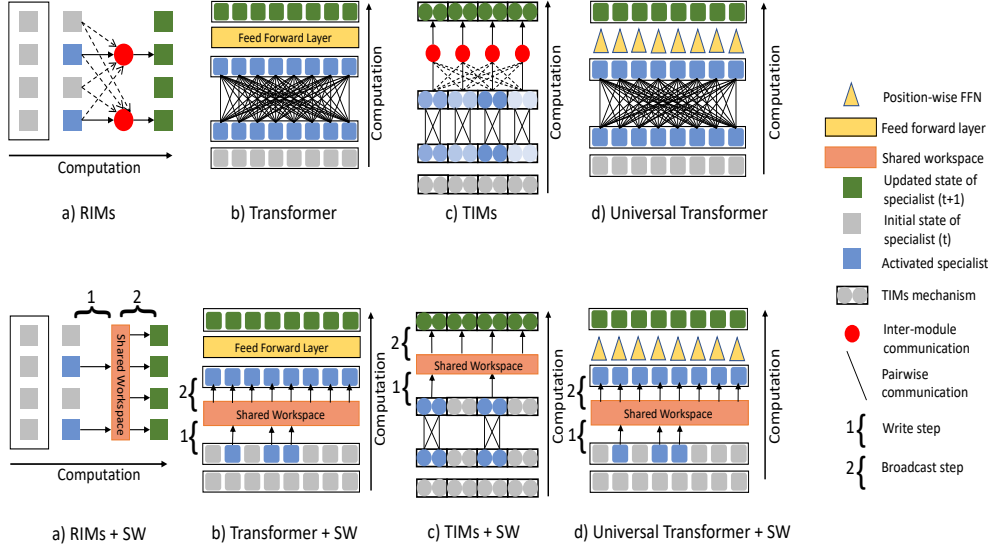 Computation
a) RIMs
Feed Forward Layer
Computation
b) Transformer
Computation
c) TIMs
Computation
d) Universal Transformer
Position-wise FFN
Feed forward layer
Shared workspace
Updated state of
specialist (t+1)
Initial state of
specialist (t)
Activated specialist
TIMs mechanism
Inter-module
communication
Pairwise
communication
1 Write step
2 Broadcast step
1 2
Shared Workspace
Computation
a) RIMs + SW
Feed Forward Layer
2
Shared Workspace
1
Computation
b) Transformer + SW
2
Shared Workspace
1
Computation
c) TIMs + SW
2
Shared Workspace
1
Computation
d) Universal Transformer + SW